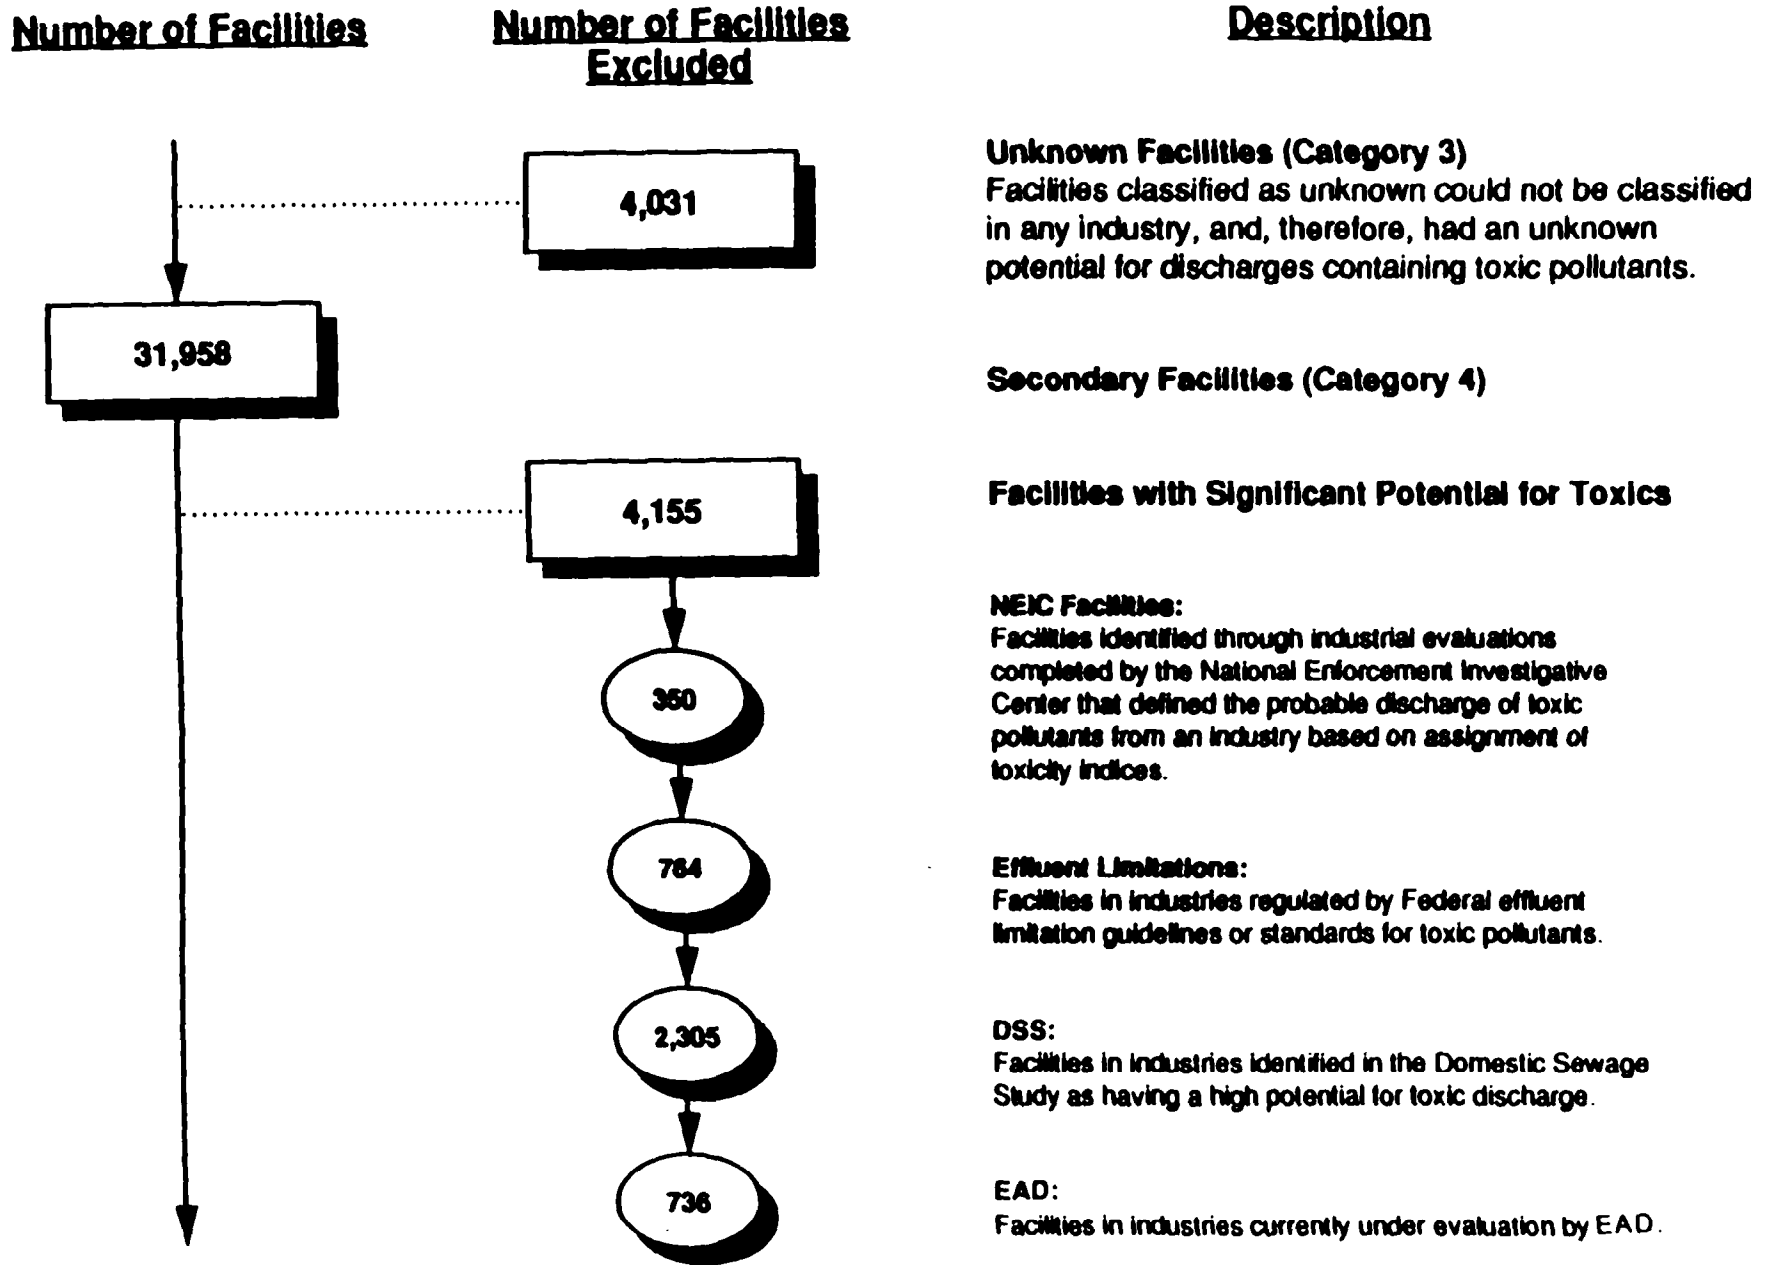 Number of Facilities
Number of Facilities
Excluded
Description
4,031
Unknown Facilities (Category 3)
Facilities classified as unknown could not be classified
in any industry, and, therefore, had an unknown
potential for discharges containing toxic pollutants.
31,958
Secondary Facilities (Category 4)
4,155
Facilities with Significant Potential for Toxics
350
NEIC Facilities:
Facilities identified through industrial evaluations
completed by the National Enforcement Investigative
Center that defined the probable discharge of toxic
pollutants from an industry based on assignment of
toxicity indices.
764
Effluent Limitations:
Facilities in industries regulated by Federal effluent
limitation guidelines or standards for toxic pollutants.
2,305
DSS:
Facilities in industries identified in the Domestic Sewage
Study as having a high potential for toxic discharge.
736
EAD:
Facilities in industries currently under evaluation by EAD.